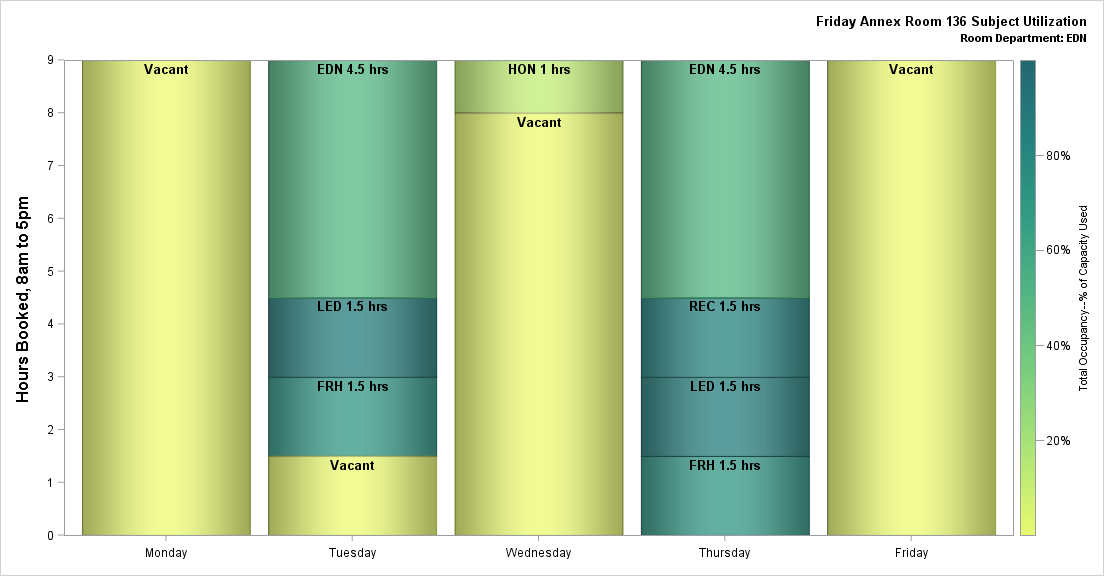 Friday Annex Room 136 Subject Utilization
Room Department: EDN
Hours Booked, 8am to 5pm
9
8
7
6
5
4
3
2
1
0
Vacant
EDN 4.5 hrs
LED 1.5 hrs
FRH 1.5 hrs
Vacant
HON 1 hrs
Vacant
EDN 4.5 hrs
REC 1.5 hrs
LED 1.5 hrs
FRH 1.5 hrs
Vacant
Monday
Tuesday
Wednesday
Thursday
Friday
80%
60%
40%
20%
Total Occupancy--% of Capacity Used